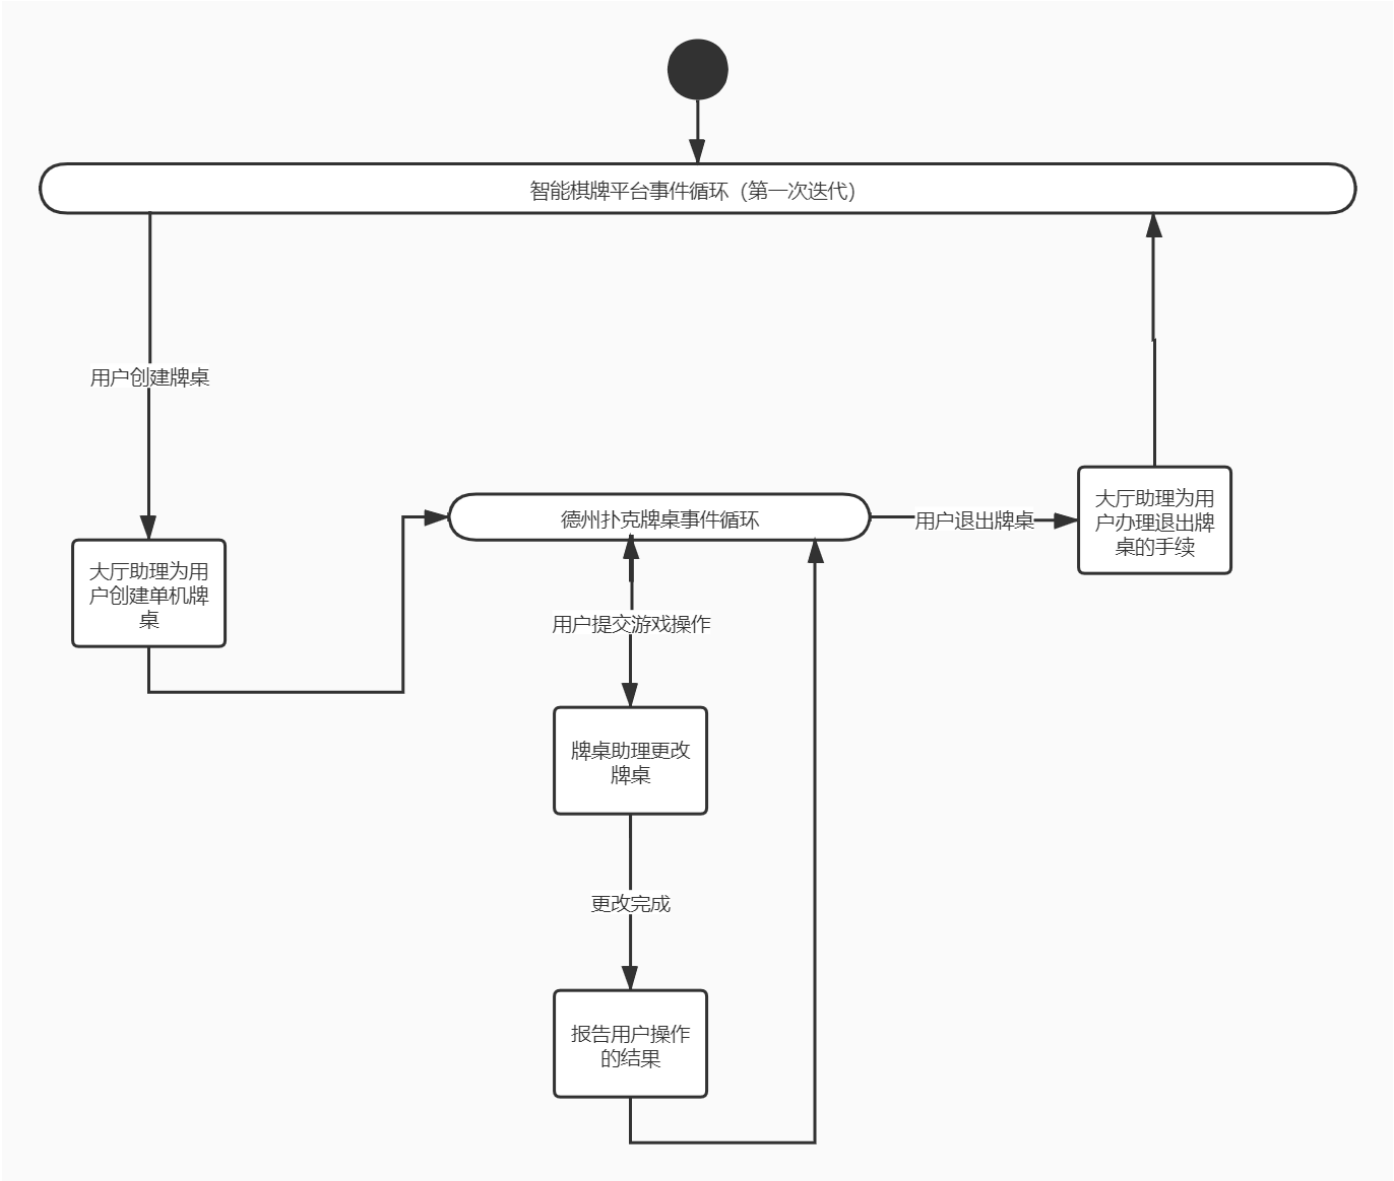 智能棋牌平台事件循环（第一次迭代）
用户创建牌桌
大厅助理为用
户创建单机牌
桌
德州扑克牌桌事件循环
用户退出牌桌
大厅助理为用
户办理退出牌
桌的手续
用户提交游戏操作
牌桌助理更改
牌桌
更改完成
报告用户操作
的结果